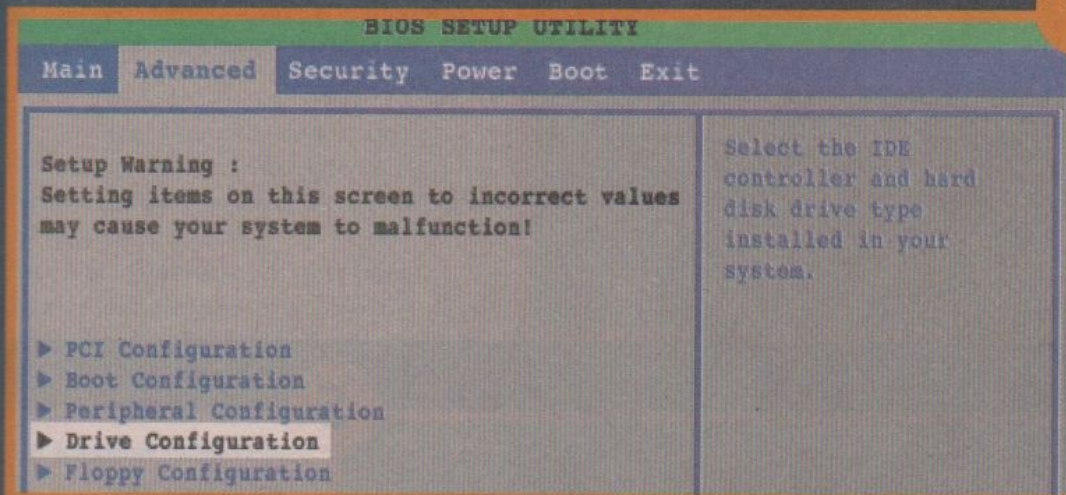 BIOS SETUP UTILITY
Main Advanced Security Power Boot Exit
Setup Warning :
Setting items on this screen to incorrect values
may cause your system to malfunction!
▶ PCI Configuration
▶ Boot Configuration
▶ Peripheral Configuration
▶ Drive Configuration
▶ Floppy Configuration
Select the IDE
controller and hard
disk drive type
installed in your
system.